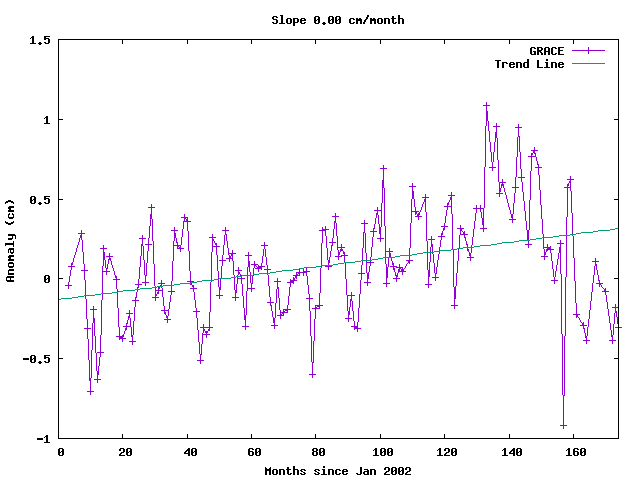 Slope 0.00 cm/month
1.5
GRACE
Trend Line
1
0.5
Anomaly (cm)
0
-0.5
-1
0 20 40 60 80 100 120 140 160
Months since Jan 2002